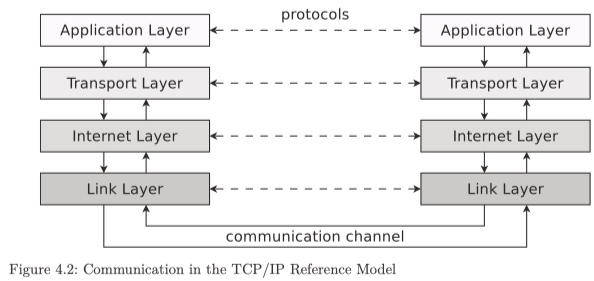 protocols
Application Layer
Application Layer
Transport Layer
Transport Layer
Internet Layer
Internet Layer
Link Layer
Link Layer
communication channel
Figure 4.2: Communication in the TCP/IP Reference Model